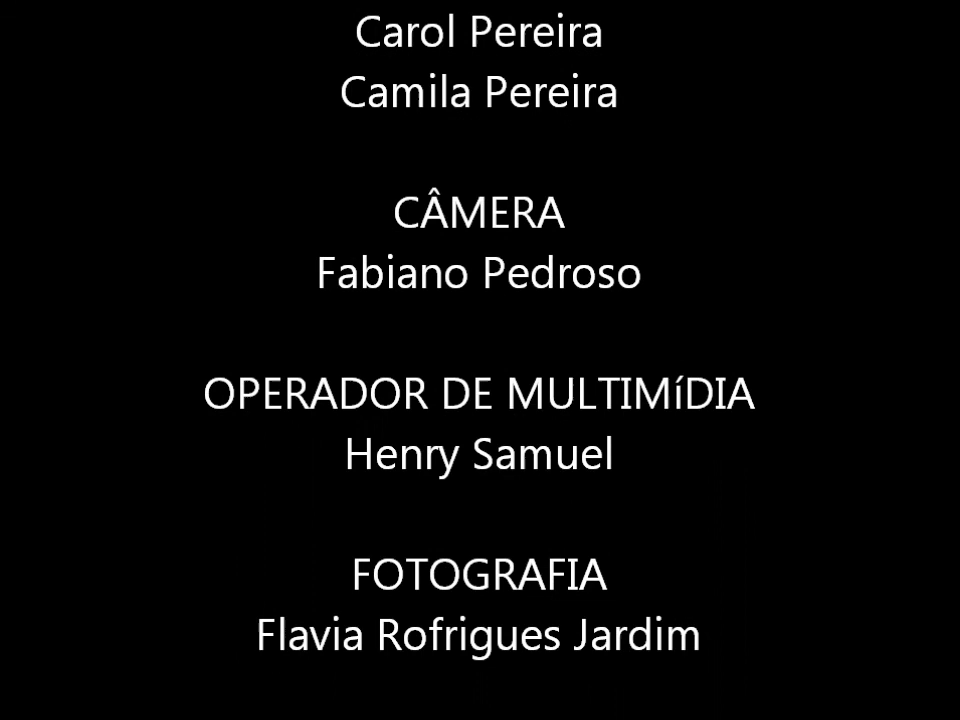 Carol Pereira
Camila Pereira
CÂMERA
Fabiano Pedroso
OPERADOR DE MULTIMíDIA
Henry Samuel
FOTOGRAFIA
Flavia Rofrigues Jardim